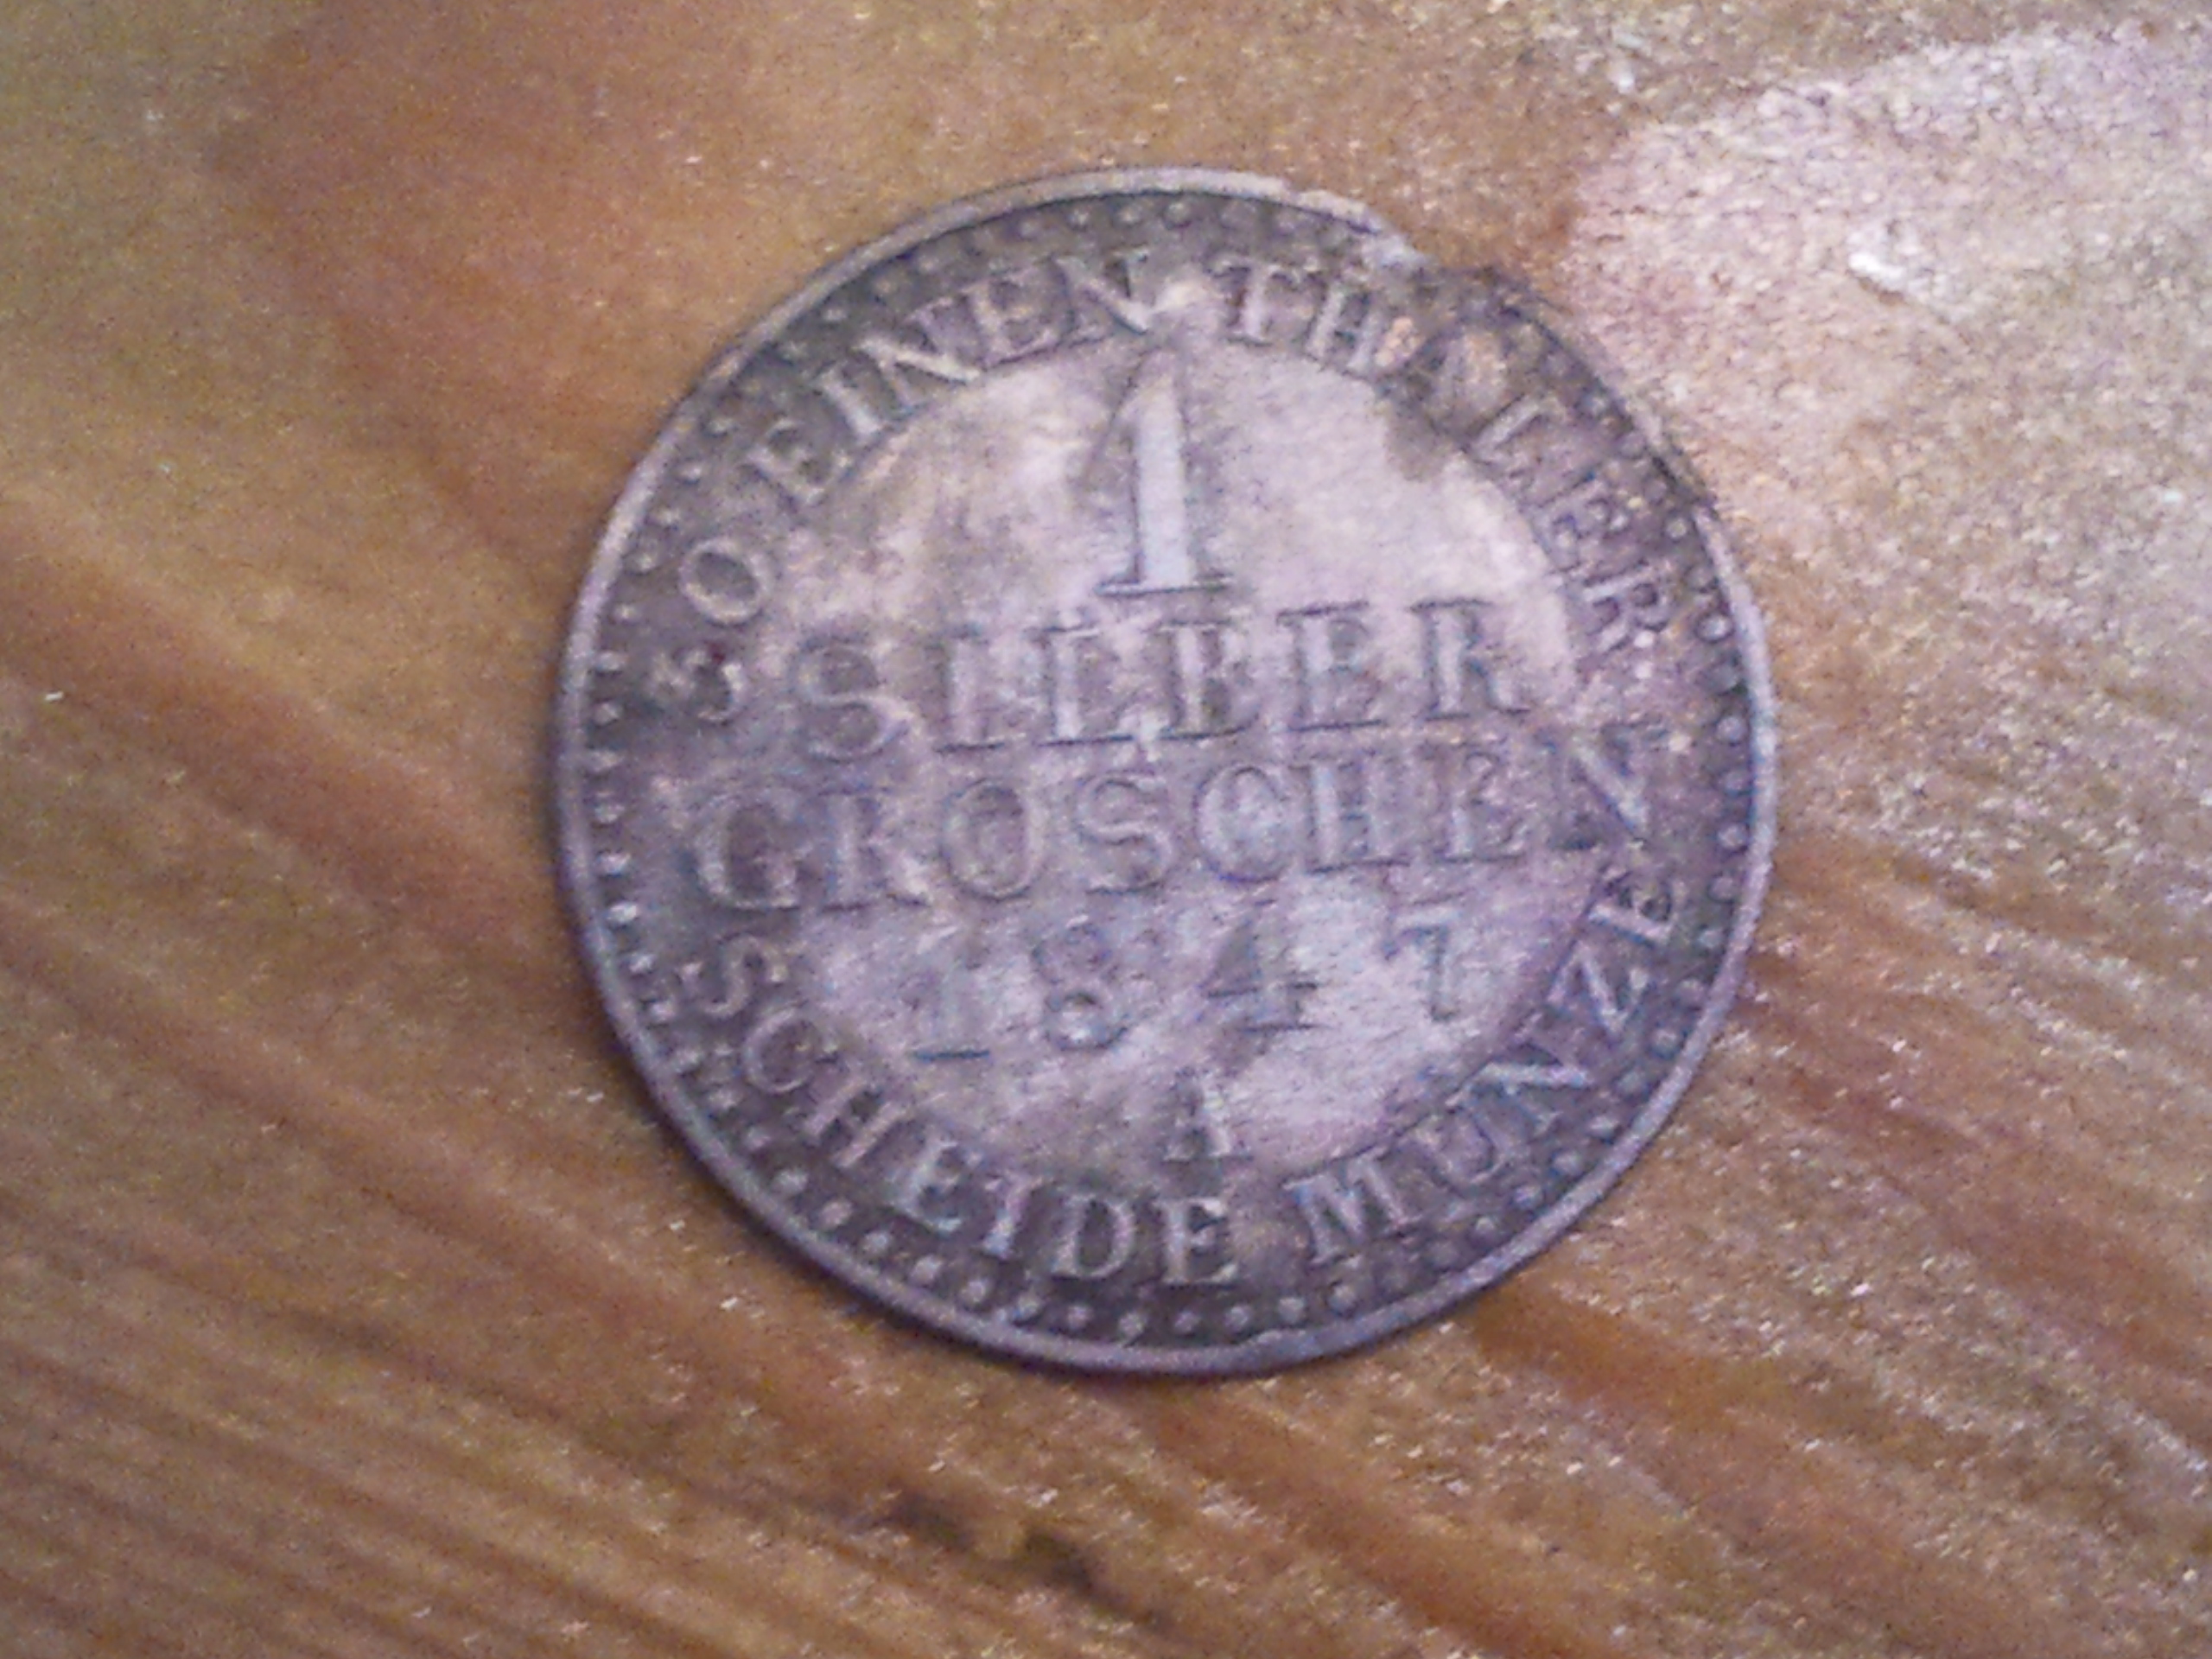 30 EINEN THALER
1
SILBER
GROSCHEN
1847
A
SCHEIDE MÜNZE